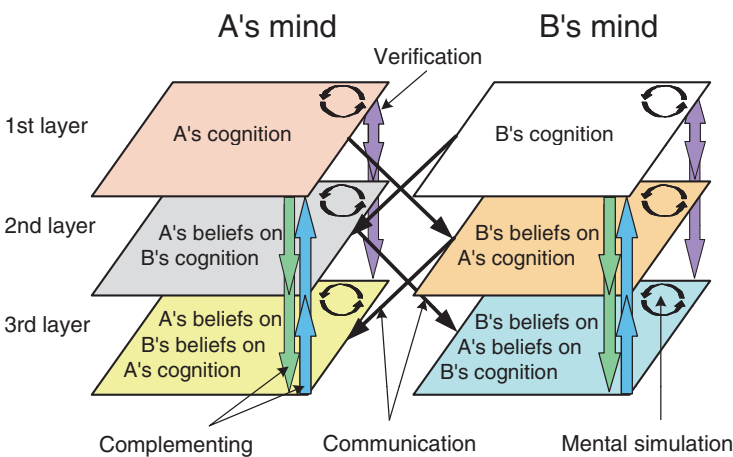 A's mind
B's mind
Verification
1st layer
A's cognition
B's cognition
2nd layer
A's beliefs on
B's cognition
B's beliefs on
A's cognition
3rd layer
A's beliefs on
B's beliefs on
A's cognition
B's beliefs on
A's beliefs on
B's cognition
Complementing
Communication
Mental simulation